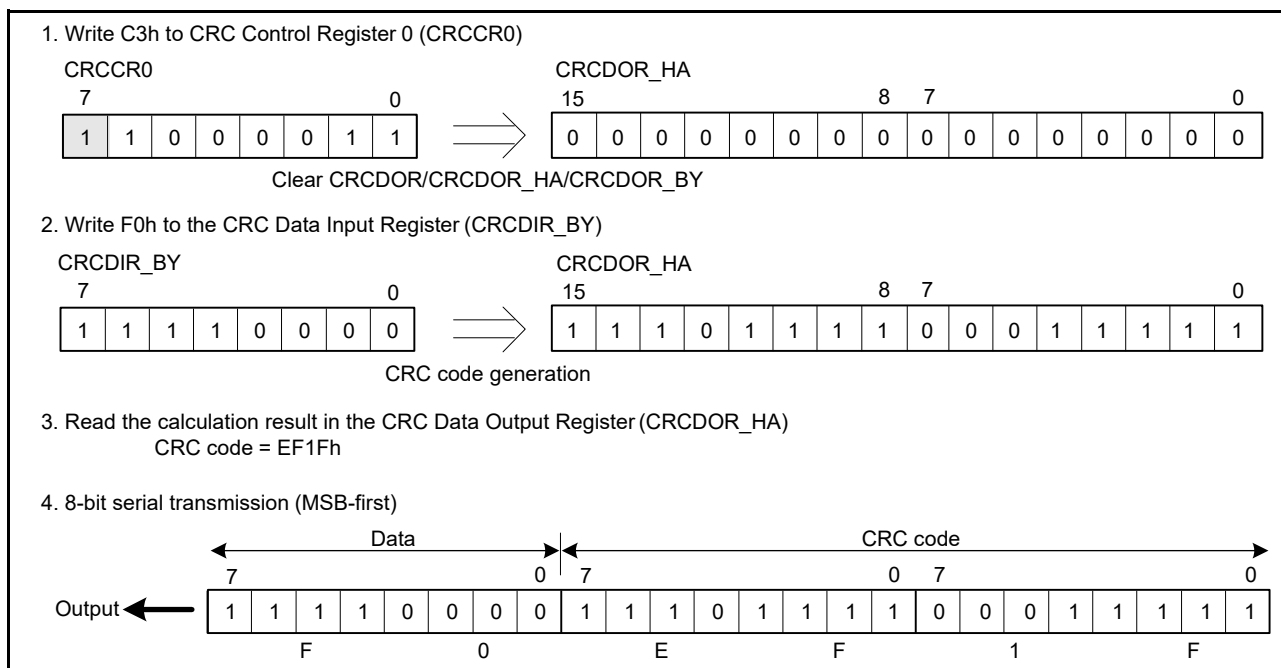 1. Write C3h to CRC Control Register 0 (CRCCR0)
CRCCR0 CRCDOR_HA
7 0 15 8 7 0
1 1 0 0 0 0 1 1 0 0 0 0 0 0 0 0 0 0 0 0 0 0 0 0
Clear CRCDOR/CRCDOR_HA/CRCDOR_BY
2. Write F0h to the CRC Data Input Register (CRCDIR_BY)
CRCDIR_BY CRCDOR_HA
7 0 15 8 7 0
1 1 1 1 0 0 0 0 1 1 1 0 1 1 1 1 0 0 0 1 1 1 1 1
CRC code generation
3. Read the calculation result in the CRC Data Output Register (CRCDOR_HA)
CRC code = EF1Fh
4. 8-bit serial transmission (MSB-first)
Data CRC code
7 0 7 0 7 0
Output 1 1 1 1 0 0 0 0 1 1 1 0 1 1 1 1 0 0 0 1 1 1 1 1
F 0 E F 1 F